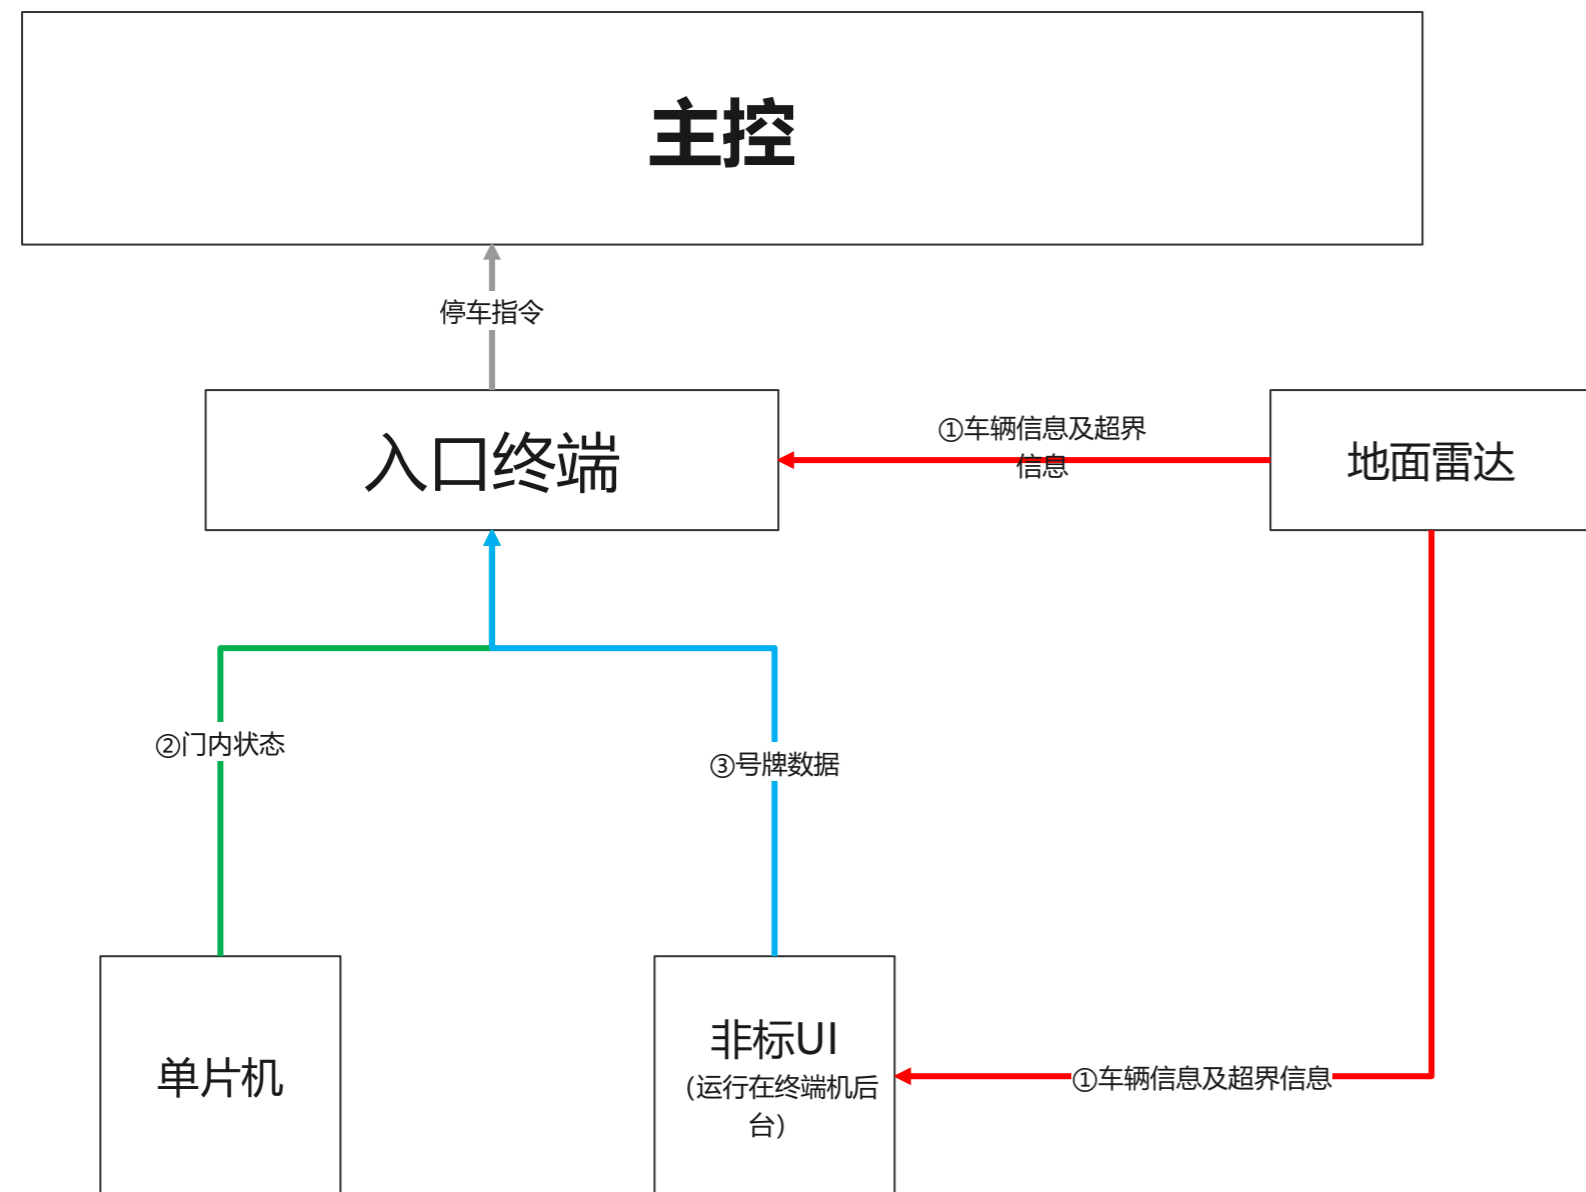 主控
停车指令
①车辆信息及超界
信息
入口终端
地面雷达
②门内状态
③号牌数据
单片机
非标UI
（运行在终端机后
台）
①车辆信息及超界信息